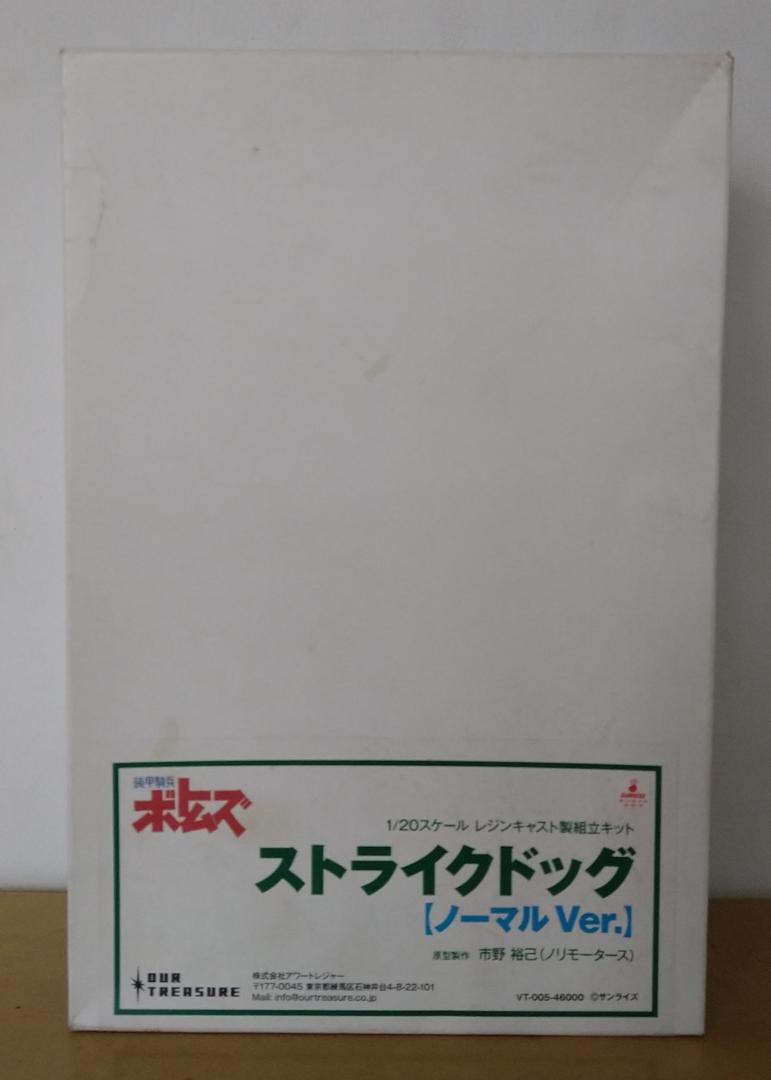 装甲騎兵
ボトムズ
SUNRISE
1/20スケール レジンキャスト製組立キット
ストライクドッグ
【ノーマル Ver.】
原型製作 市野 裕己(ノリモータース)
OUR
TREASURE
株式会社アワートレジャー
〒177-0045 東京都練馬区石神井台4-8-22-101
Mail: info@ourtreasure.co.jp
VT-005-46000 ©サンライズ